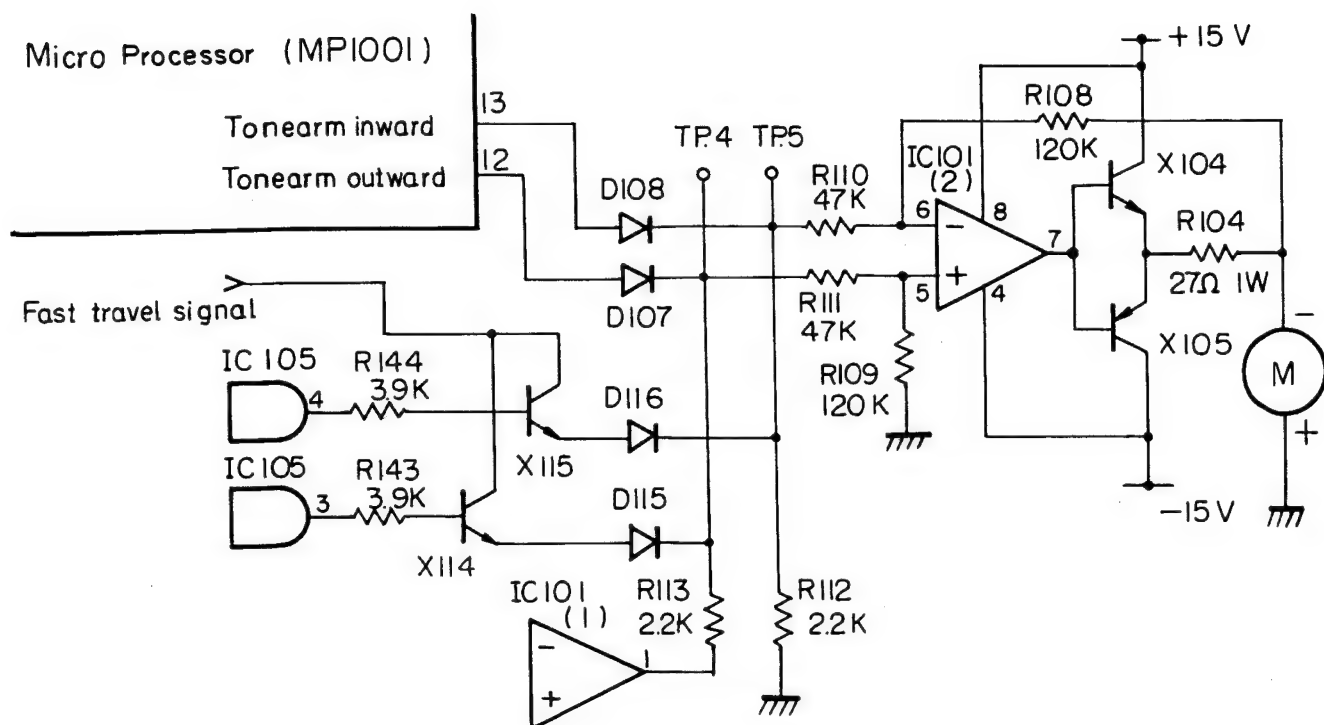 Micro Processor (MP1001)
13
Tonearm inward
12
Tonearm outward
Fast travel signal
TP.4
TP.5
D108
D107
R110
47K
R111
47K
R109
120K
IC101
(2)
6
−
5
+
8
4
7
R108
120K
+15V
X104
R104
27Ω 1W
X105
−
M
+
−15V
IC105
4
R144
3.9K
X115
D116
IC105
3
R143
3.9K
X114
D115
IC101
(1)
−
+
1
R113
2.2K
R112
2.2K